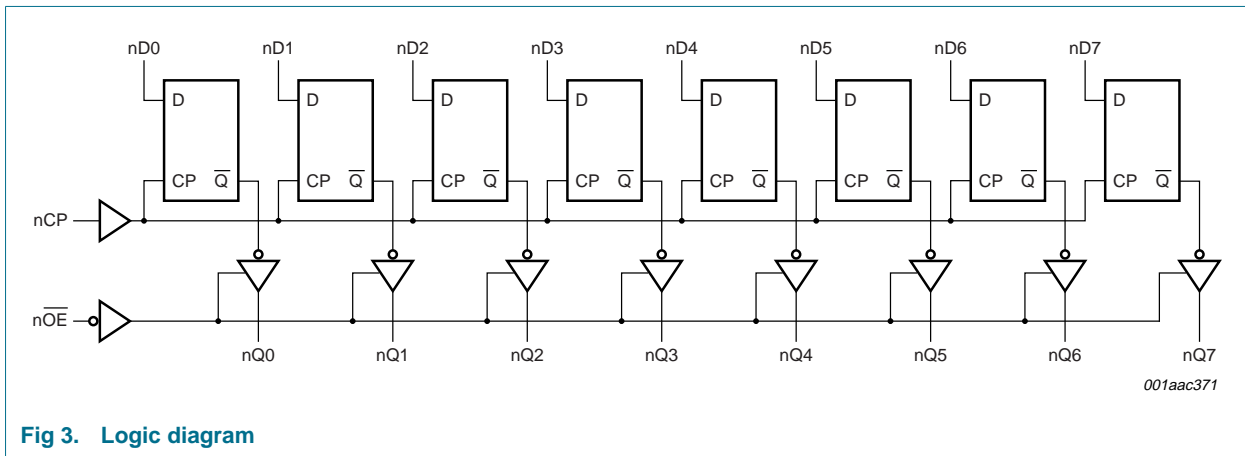 nD0 nD1 nD2 nD3 nD4 nD5 nD6 nD7
D D D D D D D D
CP Q̅ CP Q̅ CP Q̅ CP Q̅ CP Q̅ CP Q̅ CP Q̅ CP Q̅
nCP
nO̅E̅
nQ0 nQ1 nQ2 nQ3 nQ4 nQ5 nQ6 nQ7
001aac371
Fig 3. Logic diagram